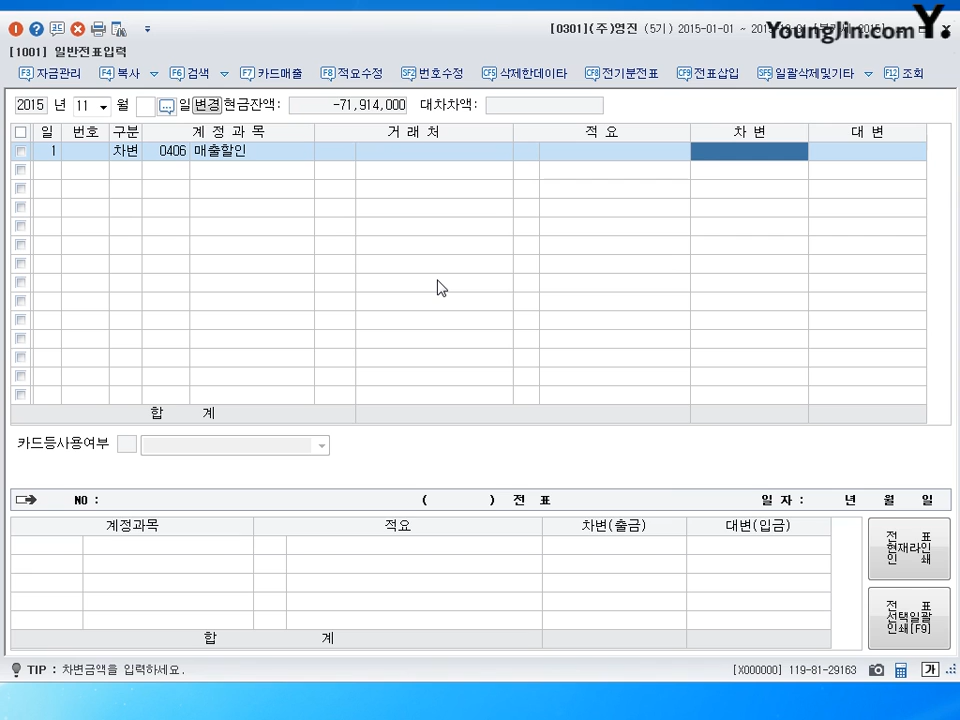 [0301](주)영진 (5기) 2015-01-01 ~
YoungJin.com Y.
[1001] 일반전표입력
F3 자금관리 F4 복사 F6 검색 F7 카드매출 F8 적요수정 SF2 번호수정 CF5 삭제한데이타 CF8 전기분전표 CF9 전표삽입 SF5 일괄삭제및기타 F12 조회
2015 년 11 월 ... 일 변경 현금잔액: -71,914,000 대차차액:
일 번호 구분 계 정 과 목 거 래 처 적 요 차 변 대 변
1 차변 0406 매출할인
합 계
카드등사용여부
NO : ( ) 전 표 일 자 : 년 월 일
계정과목 적요 차변(출금) 대변(입금)
전 표
현재라인
인 쇄
전 표
선택일괄
인쇄[F9]
합 계
TIP : 차변금액을 입력하세요. [X000000] 119-81-29163 가